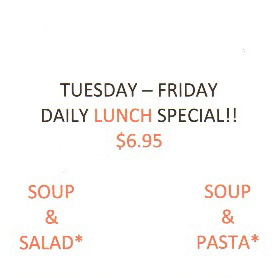 TUESDAY – FRIDAY
DAILY LUNCH SPECIAL!!
$6.95
SOUP
&
SALAD*
SOUP
&
PASTA*